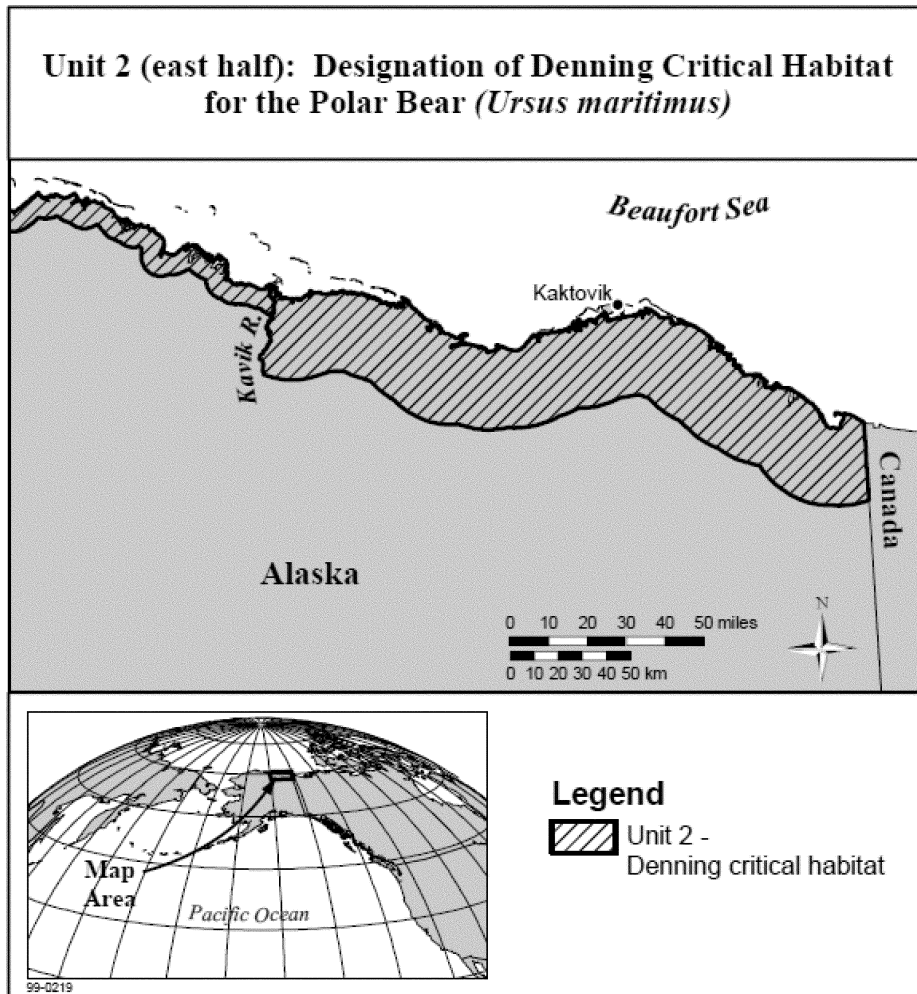 Unit 2 (east half): Designation of Denning Critical Habitat
for the Polar Bear (Ursus maritimus)
Beaufort Sea
Kaktovik
Kavik R.
Canada
Alaska
N
0 10 20 30 40 50 miles
0 10 20 30 40 50 km
Map
Area
Pacific Ocean
Legend
Unit 2 -
Denning critical habitat
99-0219